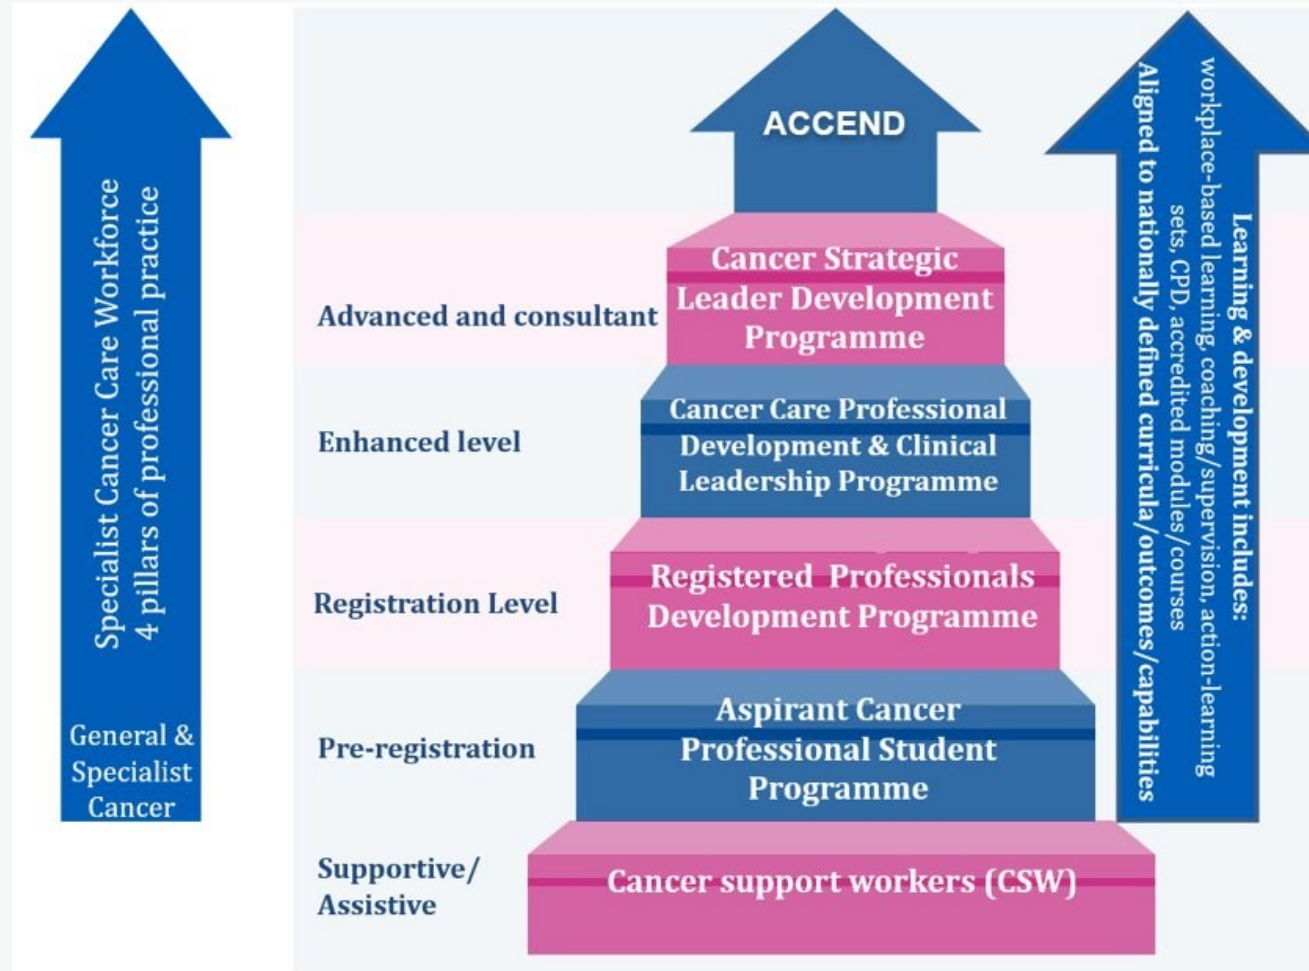 ACCEND
Specialist Cancer Care Workforce
4 pillars of professional practice
General &
Specialist
Cancer
Advanced and consultant
Cancer Strategic
Leader Development
Programme
Enhanced level
Cancer Care Professional
Development & Clinical
Leadership Programme
Registration Level
Registered Professionals
Development Programme
Pre-registration
Aspirant Cancer
Professional Student
Programme
Supportive/
Assistive
Cancer support workers (CSW)
Learning & development includes:
workplace-based learning, coaching/supervision, action-learning
sets, CPD, accredited modules/courses
Aligned to nationally defined curricula/outcomes/capabilities